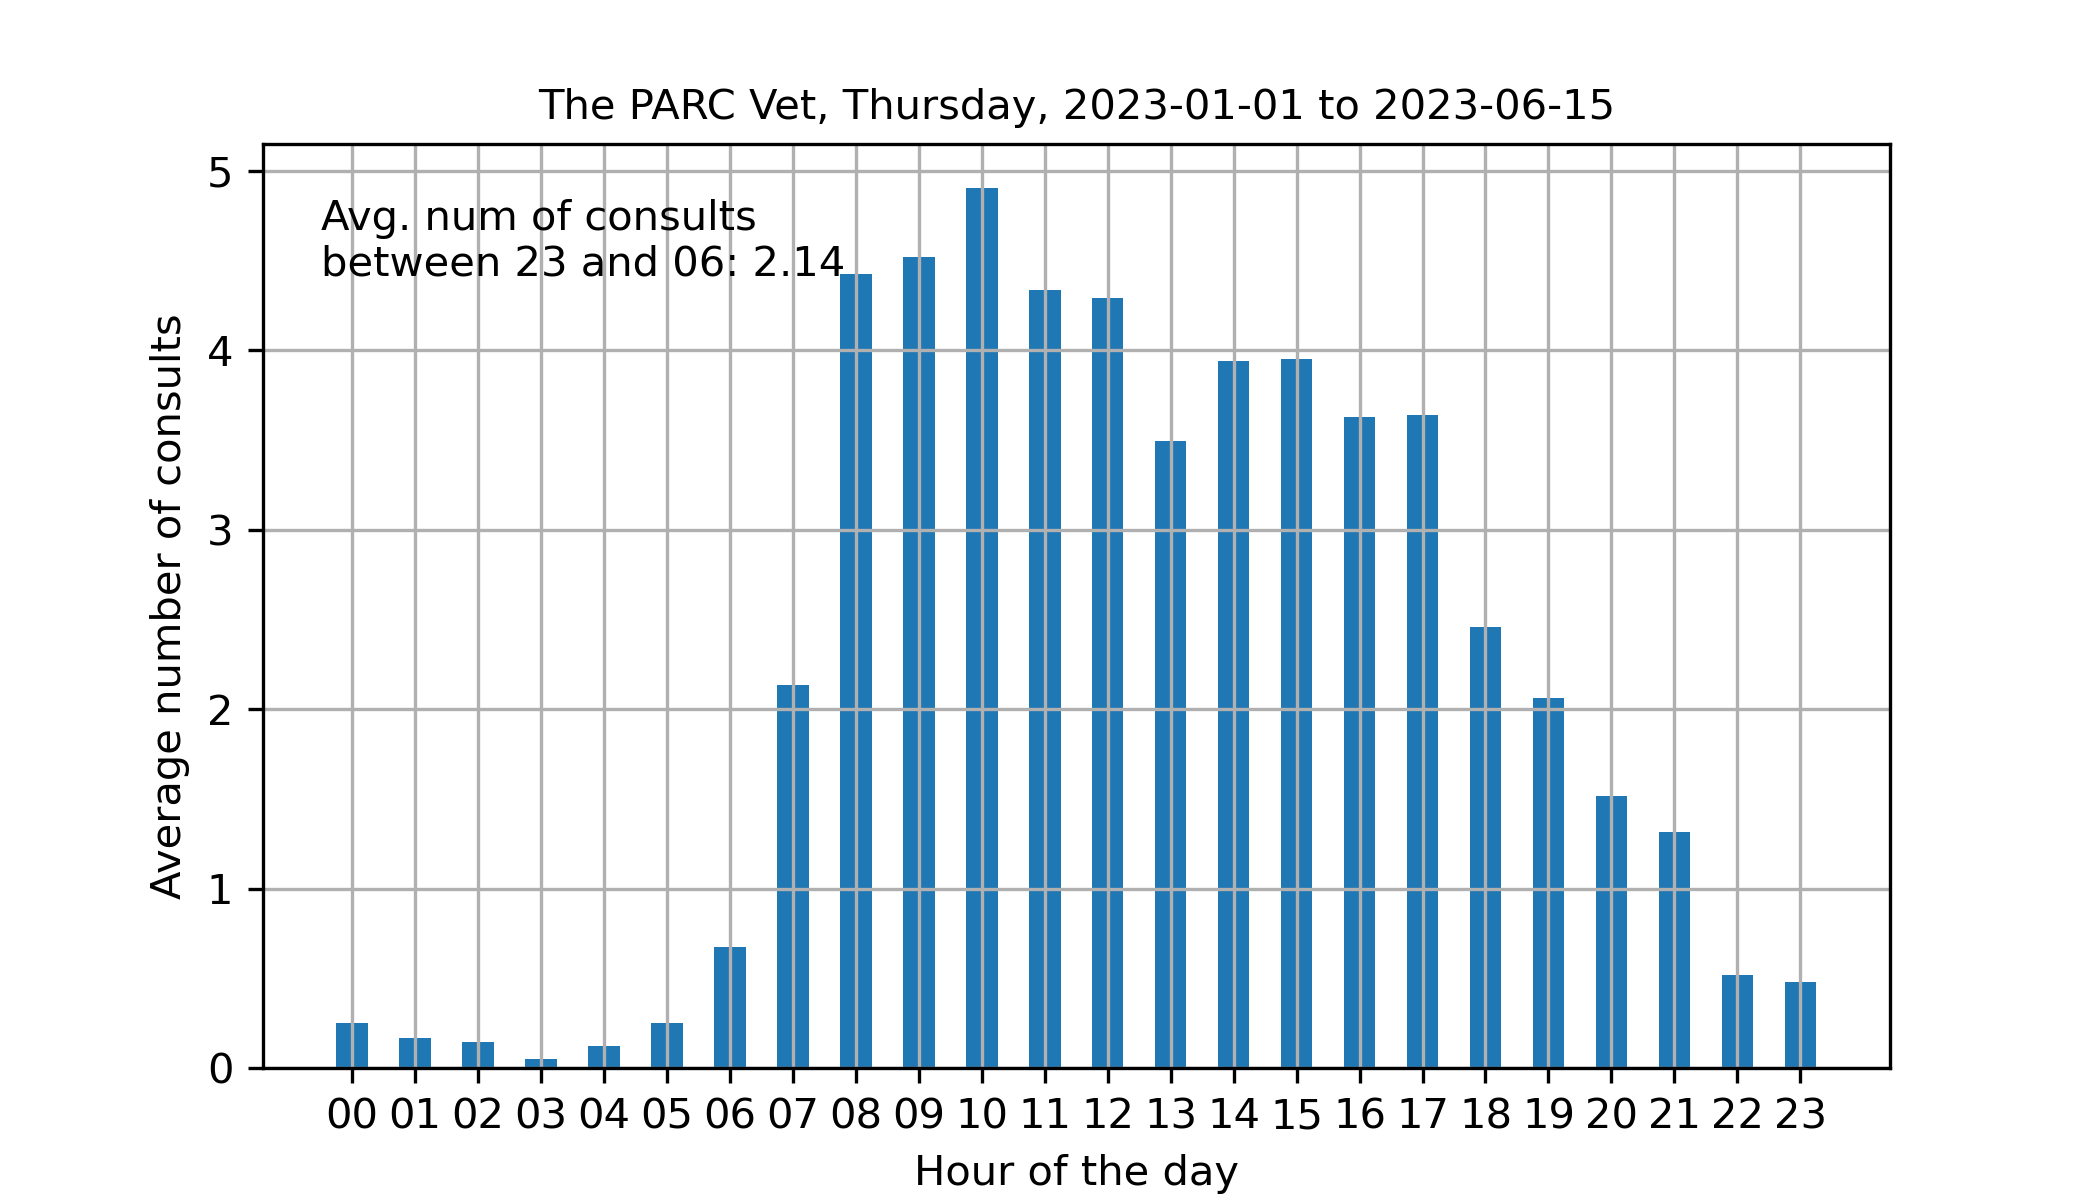 The PARC Vet, Thursday, 2023-01-01 to 2023-06-15
Avg. num of consults
between 23 and 06: 2.14
Average number of consults
5
4
3
2
1
0
00 01 02 03 04 05 06 07 08 09 10 11 12 13 14 15 16 17 18 19 20 21 22 23
Hour of the day